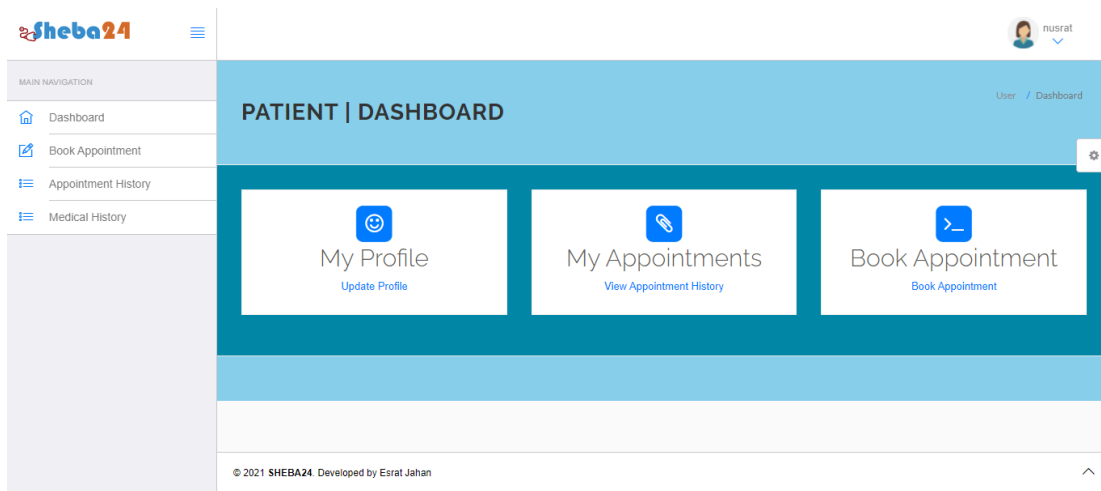 Sheba24
nusrat
MAIN NAVIGATION
Dashboard
Book Appointment
Appointment History
Medical History
PATIENT | DASHBOARD
User / Dashboard
My Profile
Update Profile
My Appointments
View Appointment History
Book Appointment
Book Appointment
© 2021 SHEBA24. Developed by Esrat Jahan